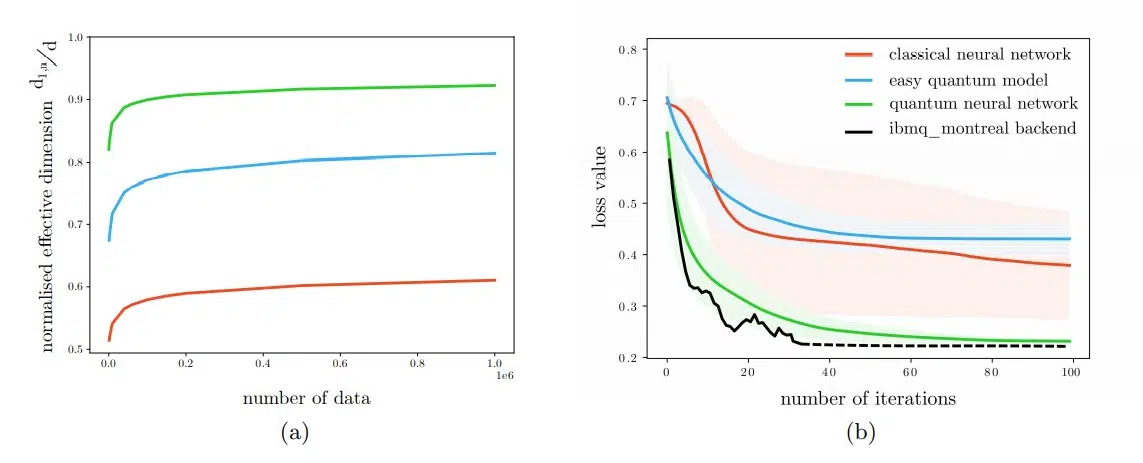 normalised effective dimension d₁,ₙ/d
1.0
0.9
0.8
0.7
0.6
0.5
0.0 0.2 0.4 0.6 0.8 1.0
1e6
number of data
(a)
loss value
0.8
0.7
0.6
0.5
0.4
0.3
0.2
classical neural network
easy quantum model
quantum neural network
ibmq_montreal backend
0 20 40 60 80 100
number of iterations
(b)